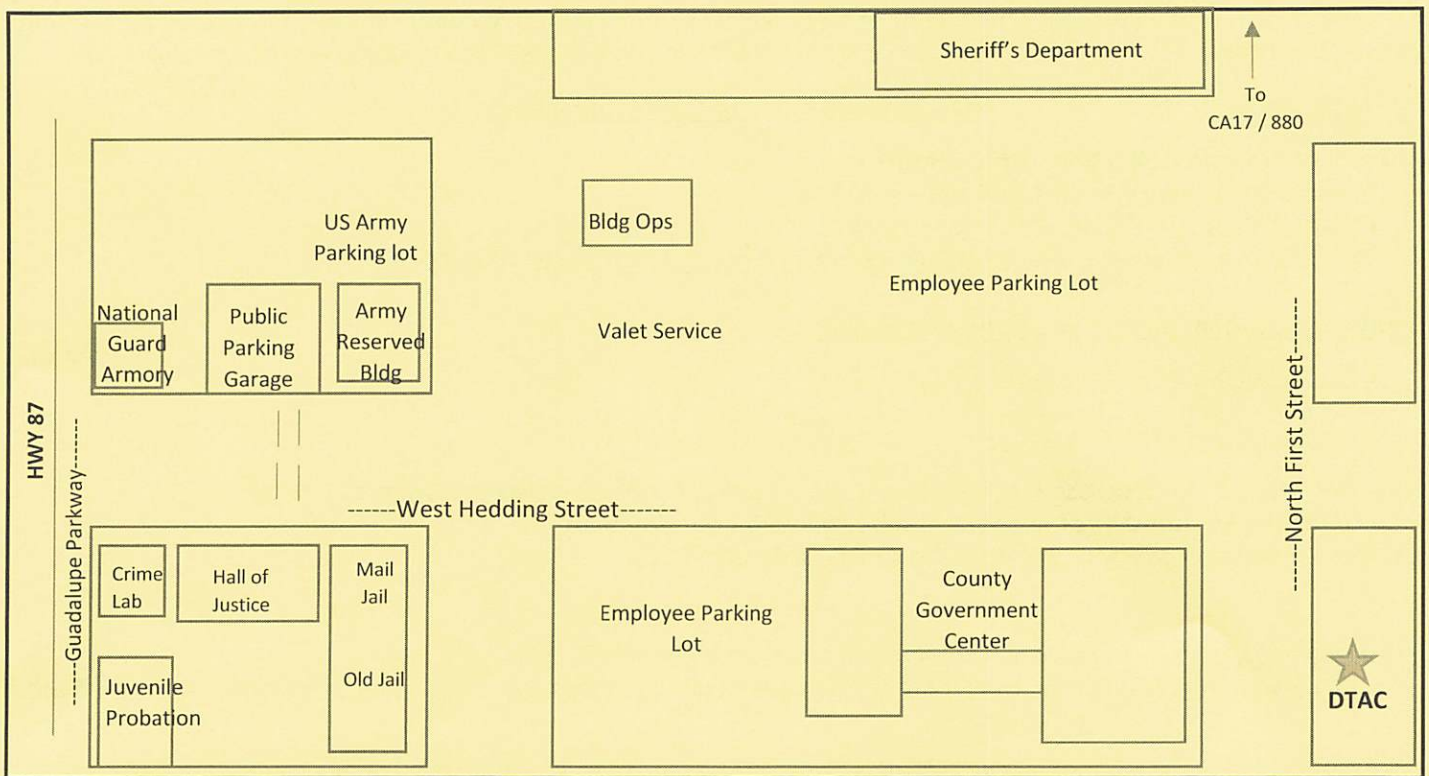 Sheriff's Department
To
CA17 / 880
US Army
Parking lot
Bldg Ops
Employee Parking Lot
National
Guard
Armory
Public
Parking
Garage
Army
Reserved
Bldg
Valet Service
HWY 87
------Guadalupe Parkway-------
------West Hedding Street-------
------North First Street-------
Crime
Lab
Hall of
Justice
Mail
Jail
Old Jail
Juvenile
Probation
Employee Parking
Lot
County
Government
Center
DTAC